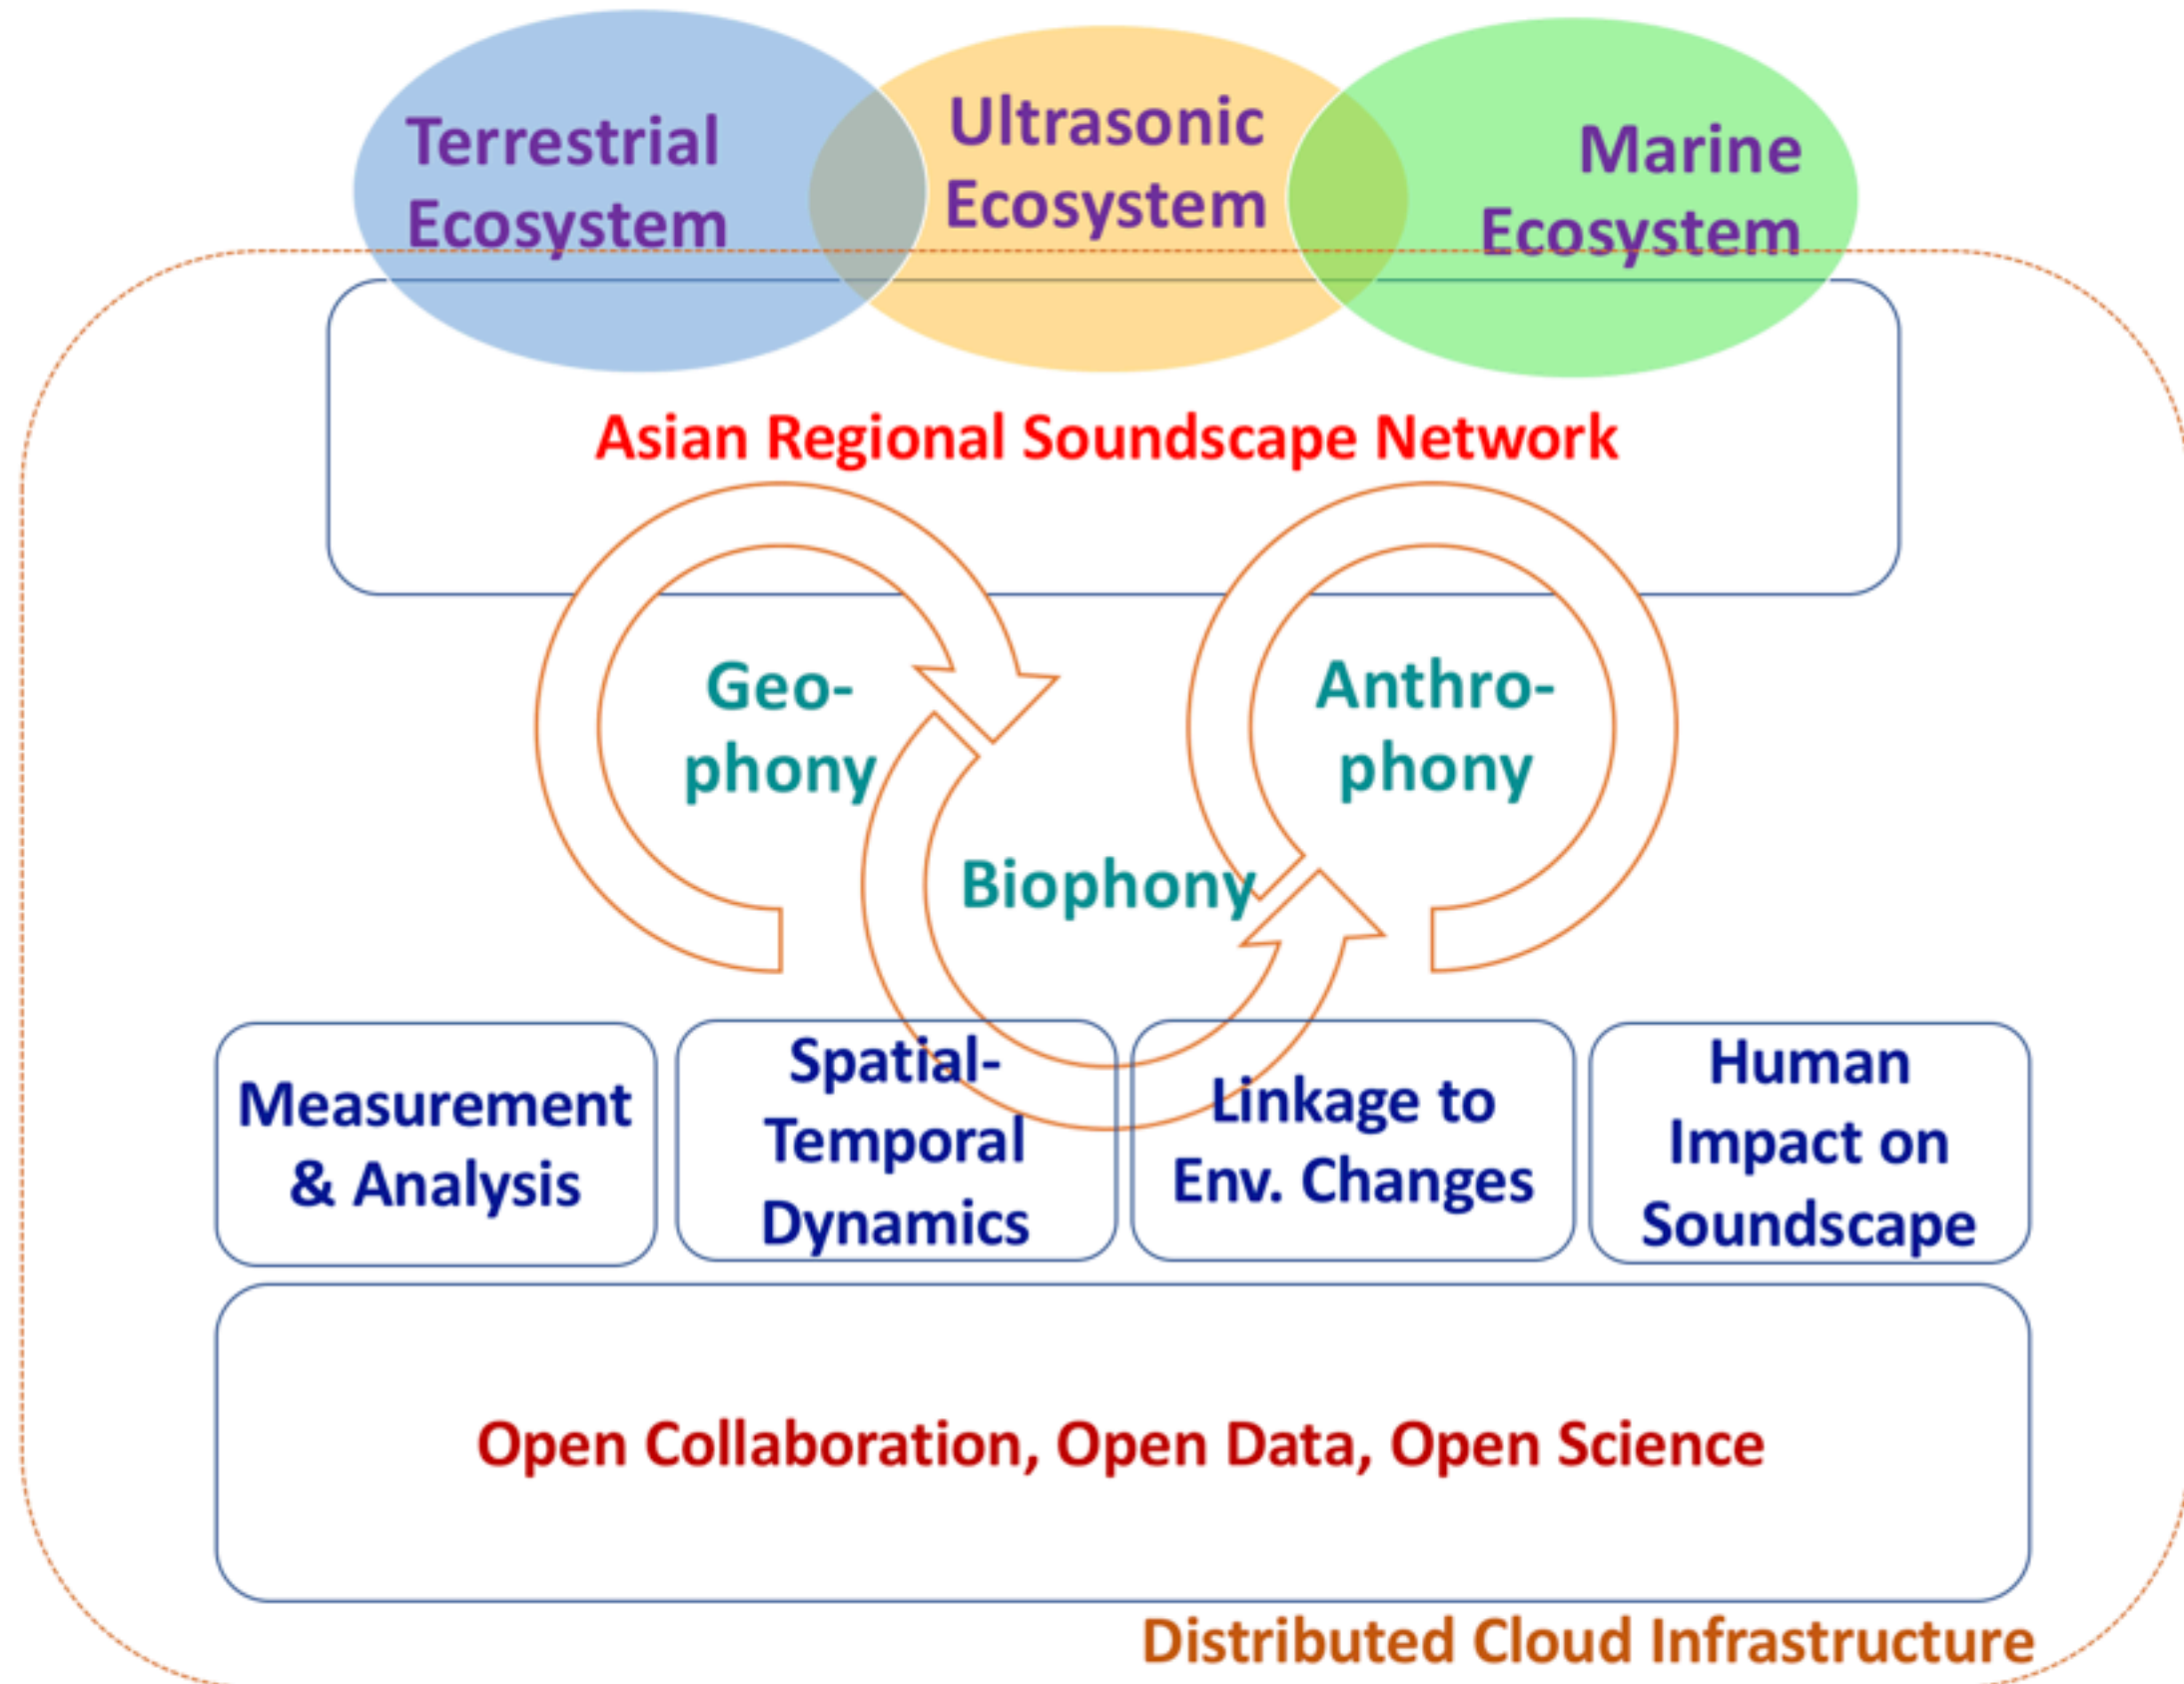 Terrestrial
Ecosystem
Ultrasonic
Ecosystem
Marine
Ecosystem
Asian Regional Soundscape Network
Geo-
phony
Anthro-
phony
Biophony
Measurement
& Analysis
Spatial-
Temporal
Dynamics
Linkage to
Env. Changes
Human
Impact on
Soundscape
Open Collaboration, Open Data, Open Science
Distributed Cloud Infrastructure